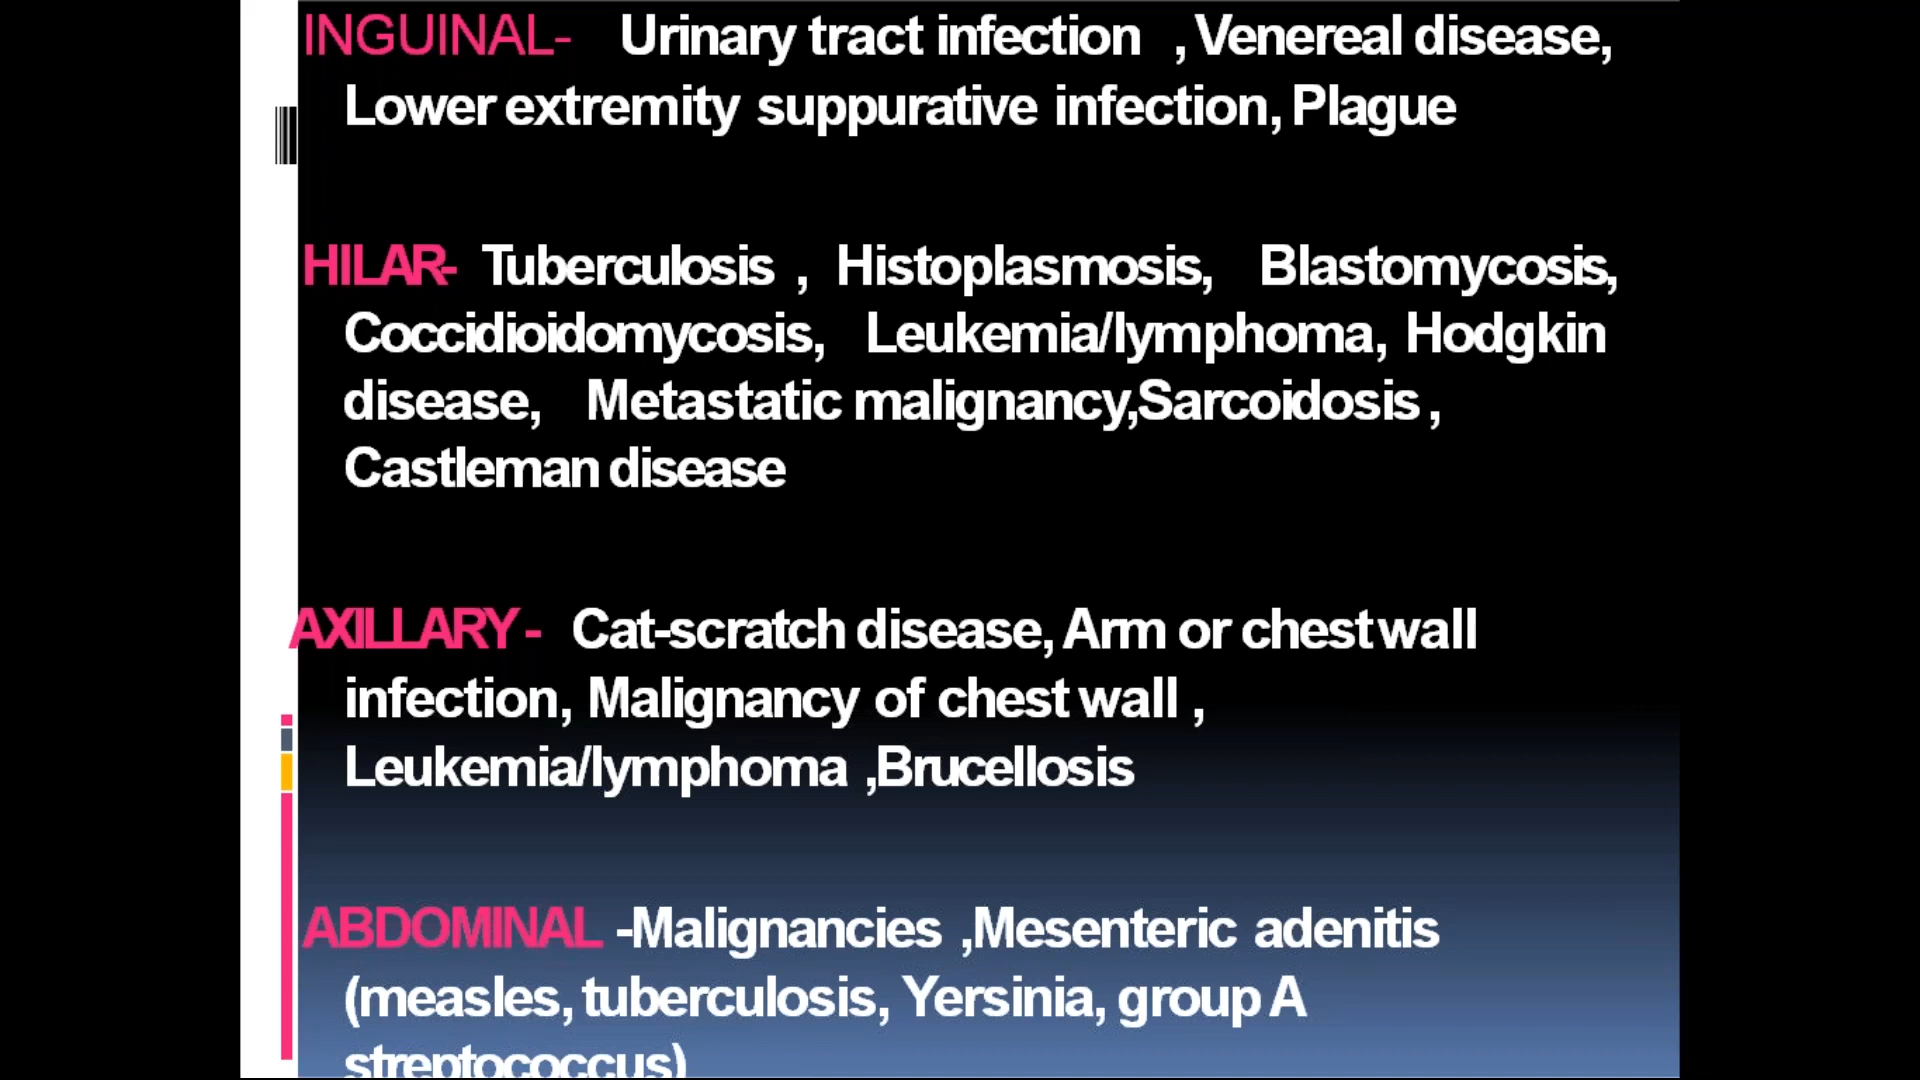 INGUINAL- Urinary tract infection , Venereal disease,
Lower extremity suppurative infection, Plague
HILAR- Tuberculosis , Histoplasmosis, Blastomycosis,
Coccidioidomycosis, Leukemia/lymphoma, Hodgkin
disease, Metastatic malignancy,Sarcoidosis ,
Castleman disease
AXILLARY - Cat-scratch disease, Arm or chest wall
infection, Malignancy of chest wall ,
Leukemia/lymphoma ,Brucellosis
ABDOMINAL -Malignancies ,Mesenteric adenitis
(measles, tuberculosis, Yersinia, group A
streptococcus)